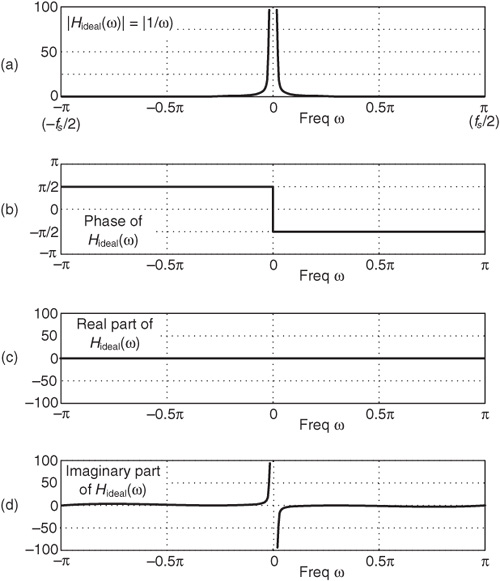 100
|Hideal(ω)| = |1/ω|
(a)
50
0
−π
−0.5π
0
Freq ω
0.5π
π
(−fs/2)
(fs/2)
π
π/2
(b)
0
Phase of
−π/2
Hideal(ω)
−π
−π
−0.5π
0
Freq ω
0.5π
π
100
Real part of
50
Hideal(ω)
(c)
0
−50
−100
−π
−0.5π
0
Freq ω
0.5π
π
100
Imaginary part
50
of Hideal(ω)
(d)
0
−50
−100
−π
−0.5π
0
Freq ω
0.5π
π